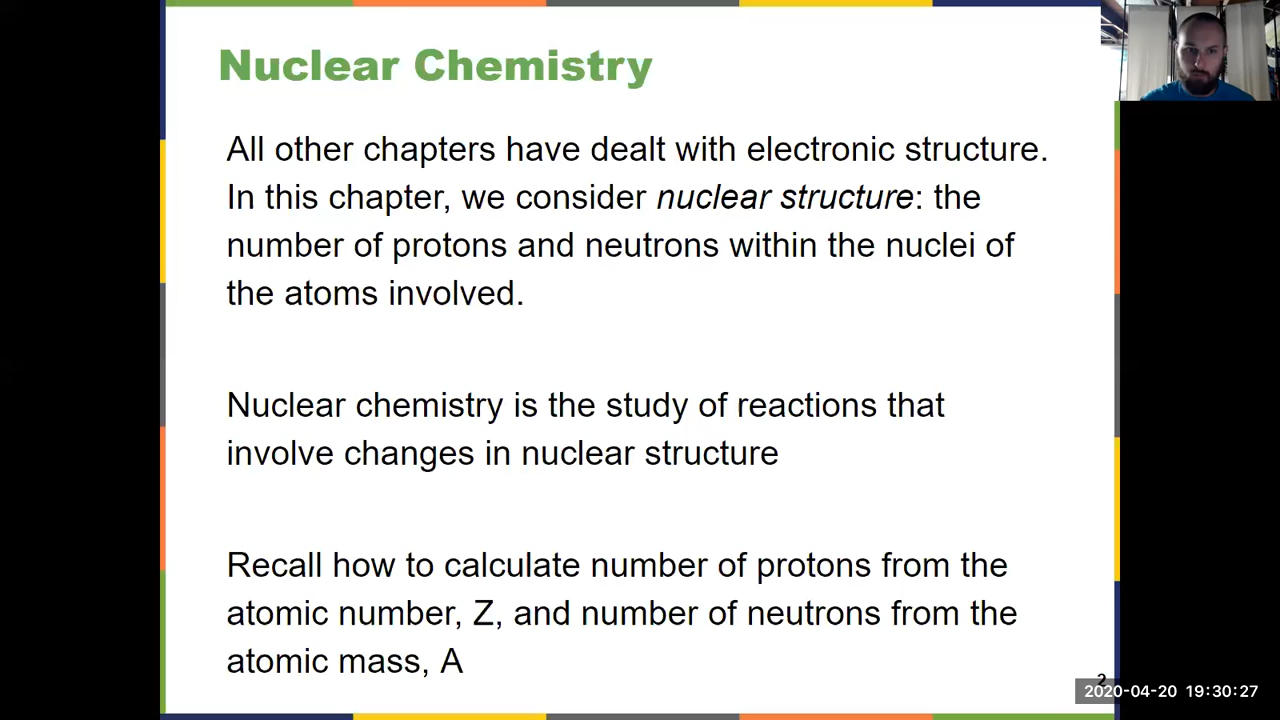 Nuclear Chemistry
All other chapters have dealt with electronic structure.
In this chapter, we consider nuclear structure: the
number of protons and neutrons within the nuclei of
the atoms involved.
Nuclear chemistry is the study of reactions that
involve changes in nuclear structure
Recall how to calculate number of protons from the
atomic number, Z, and number of neutrons from the
atomic mass, A
2
2020-04-20 19:30:27